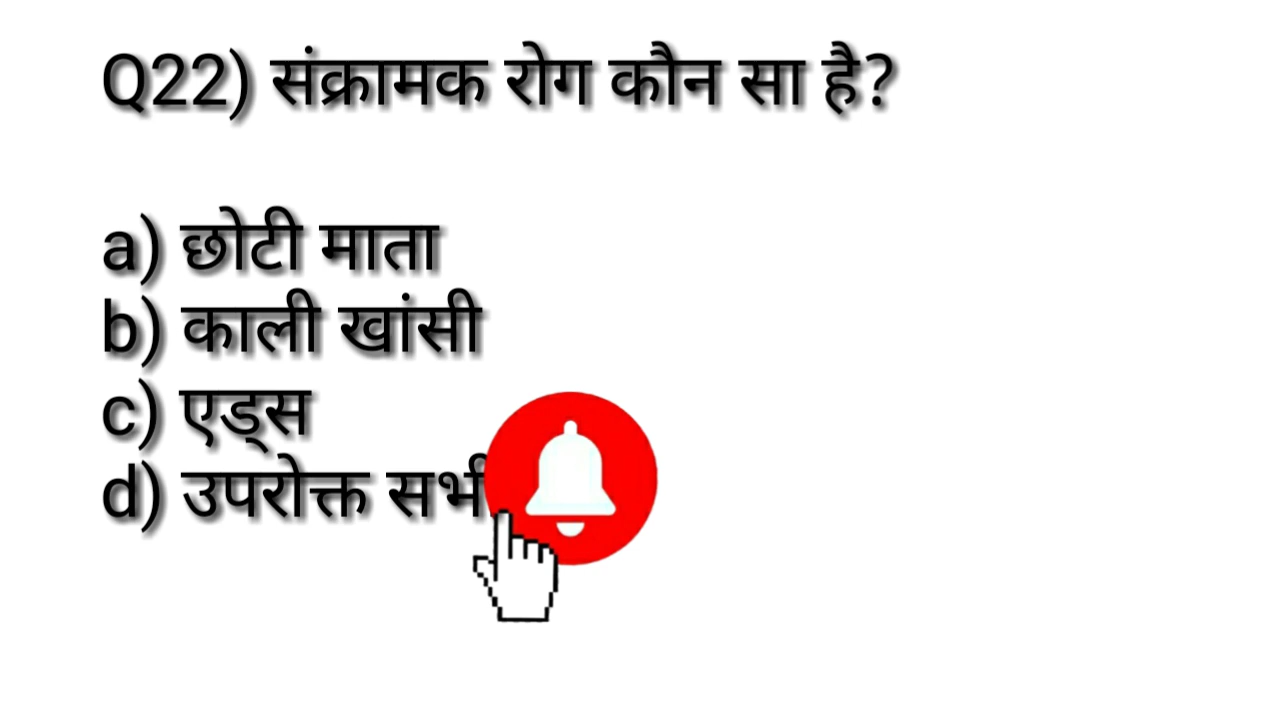 Q22) संक्रामक रोग कौन सा है?
a) छोटी माता
b) काली खांसी
c) एड्स
d) उपरोक्त सभी